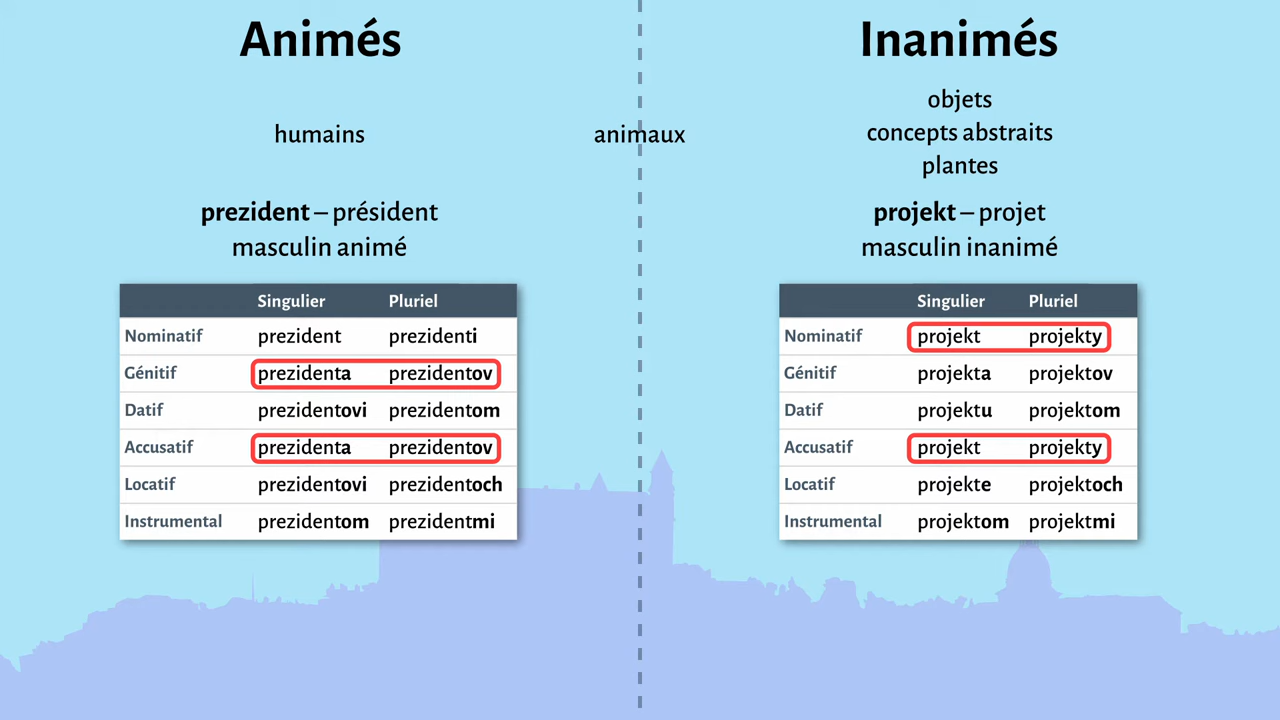 Animés
humains
prezident – président
masculin animé
Singulier Pluriel
Nominatif prezident prezidenti
Génitif prezidenta prezidentov
Datif prezidentovi prezidentom
Accusatif prezidenta prezidentov
Locatif prezidentovi prezidentoch
Instrumental prezidentom prezidentmi
animaux
Inanimés
objets
concepts abstraits
plantes
projekt – projet
masculin inanimé
Singulier Pluriel
Nominatif projekt projekty
Génitif projekta projektov
Datif projektu projektom
Accusatif projekt projekty
Locatif projekte projektoch
Instrumental projektom projektmi